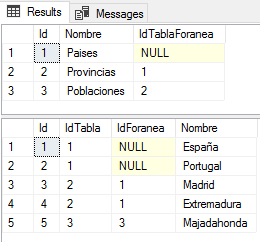 Results Messages
Id Nombre IdTablaForanea
1 1 Paises NULL
2 2 Provincias 1
3 3 Poblaciones 2
Id IdTabla IdForanea Nombre
1 1 1 NULL España
2 2 1 NULL Portugal
3 3 2 1 Madrid
4 4 2 1 Extremadura
5 5 3 3 Majadahonda